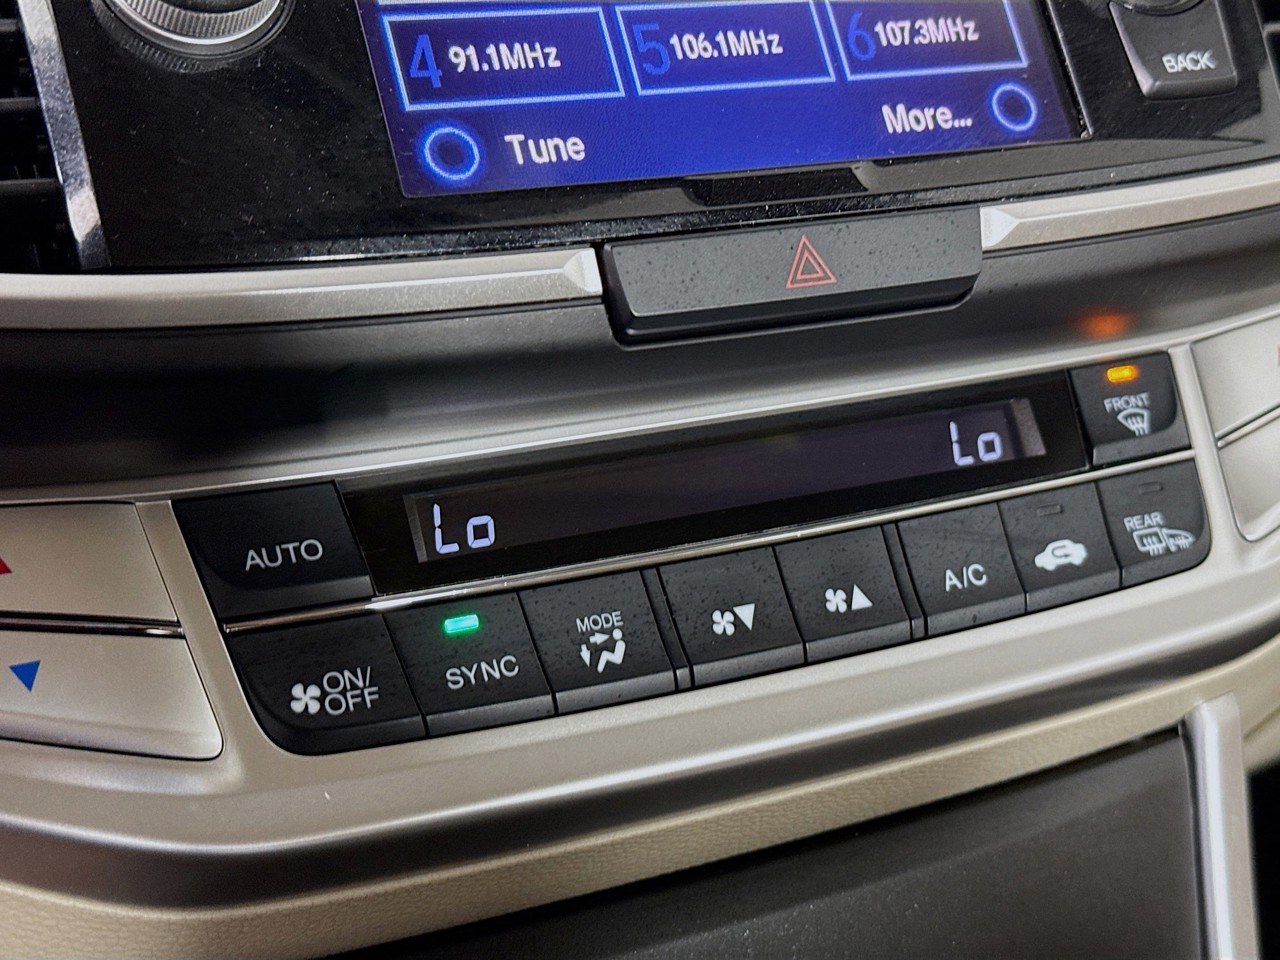 4 91.1MHz
5 106.1MHz
6 107.3MHz
BACK
Tune
More...
FRONT
Lo
Lo
AUTO
REAR
A/C
MODE
SYNC
ON/
OFF